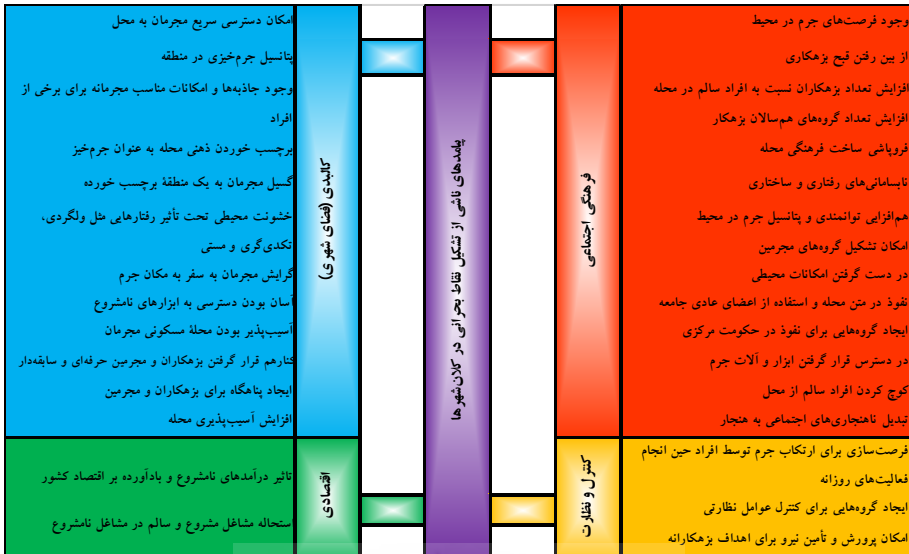 وجود فرصت‌های جرم در محیط
از بین رفتن قبح بزهکاری
افزایش تعداد بزهکاران نسبت به افراد سالم در محله
افزایش تعداد گروه‌های هم‌سالان بزهکار
فروپاشی ساخت فرهنگی محله
نابسامانی‌های رفتاری و ساختاری
هم‌افزایی توانمندی و پتانسیل جرم در محیط
امکان تشکیل گروه‌های مجرمین
در دست گرفتن امکانات محیطی
نفوذ در متن محله و استفاده از اعضای عادی جامعه
ایجاد گروه‌هایی برای نفوذ در حکومت مرکزی
در دسترس قرار گرفتن ابزار و آلات جرم
کوچ کردن افراد سالم از محل
تبدیل ناهنجاری‌های اجتماعی به هنجار
فرهنگی اجتماعی
فرصت‌سازی برای ارتکاب جرم توسط افراد حین انجام
فعالیت‌های روزانه
ایجاد گروه‌هایی برای کنترل عوامل نظارتی
امکان پرورش و تأمین نیرو برای اهداف بزهکارانه
کنترل و نظارت
پیامدهای ناشی از تشکیل نقاط بحرانی در کلان‌شهرها
کالبدی (فضای شهری)
امکان دسترسی سریع مجرمان به محل
پتانسیل جرم‌خیزی در منطقه
وجود جاذبه‌ها و امکانات مناسب مجرمانه برای برخی از
افراد
برچسب خوردن ذهنی محله به عنوان جرم‌خیز
گسیل مجرمان به یک منطقۀ برچسب خورده
خشونت محیطی تحت تأثیر رفتارهایی مثل ولگردی،
تکدی‌گری و مستی
گرایش مجرمان به سفر به مکان جرم
آسان بودن دسترسی به ابزارهای نامشروع
آسیب‌پذیر بودن محلۀ مسکونی مجرمان
کنارهم قرار گرفتن بزهکاران و مجرمین حرفه‌ای و سابقه‌دار
ایجاد پناهگاه برای بزهکاران و مجرمین
افزایش آسیب‌پذیری محله
اقتصادی
تاثیر درآمدهای نامشروع و بادآورده بر اقتصاد کشور
ستحاله مشاغل مشروع و سالم در مشاغل نامشروع